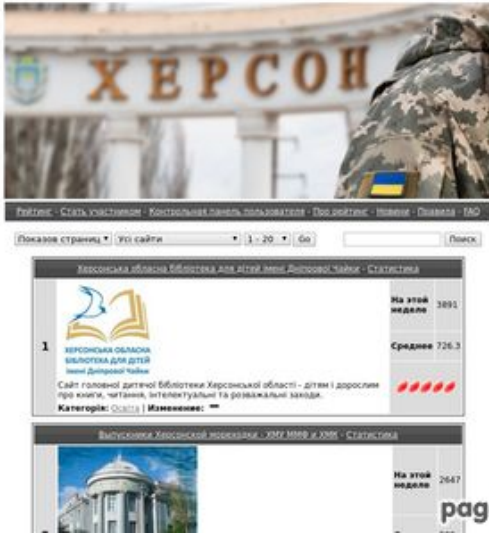 ХЕРСОН
Рейтинг - Стать участником - Контрольная панель пользователя - Про рейтинг - Новини - Правила - FAQ
Показов страниц Усі сайти 1 - 20 Go Поиск
Херсонська обласна бібліотека для дітей імені Дніпрової Чайки - Статистика
На этой неделе 3891
1
Среднее 726.3
ХЕРСОНСЬКА ОБЛАСНА
БІБЛІОТЕКА ДЛЯ ДІТЕЙ
імені Дніпрової Чайки
Сайт головної дитячої бібліотеки Херсонської області - дітям і дорослим
про книги, читання, інтелектуальні та розважальні заходи.
Категорія: Освіта | Изменение:
Выпускники Херсонской мореходки - ХМУ ММФ и ХМК - Статистика
На этой неделе 2647
pag